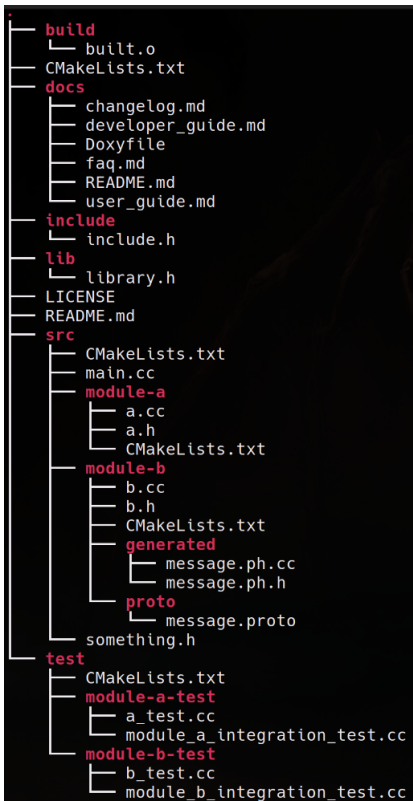 .
build
built.o
CMakeLists.txt
docs
changelog.md
developer_guide.md
Doxyfile
faq.md
README.md
user_guide.md
include
include.h
lib
library.h
LICENSE
README.md
src
CMakeLists.txt
main.cc
module-a
a.cc
a.h
CMakeLists.txt
module-b
b.cc
b.h
CMakeLists.txt
generated
message.ph.cc
message.ph.h
proto
message.proto
something.h
test
CMakeLists.txt
module-a-test
a_test.cc
module_a_integration_test.cc
module-b-test
b_test.cc
module_b_integration_test.cc